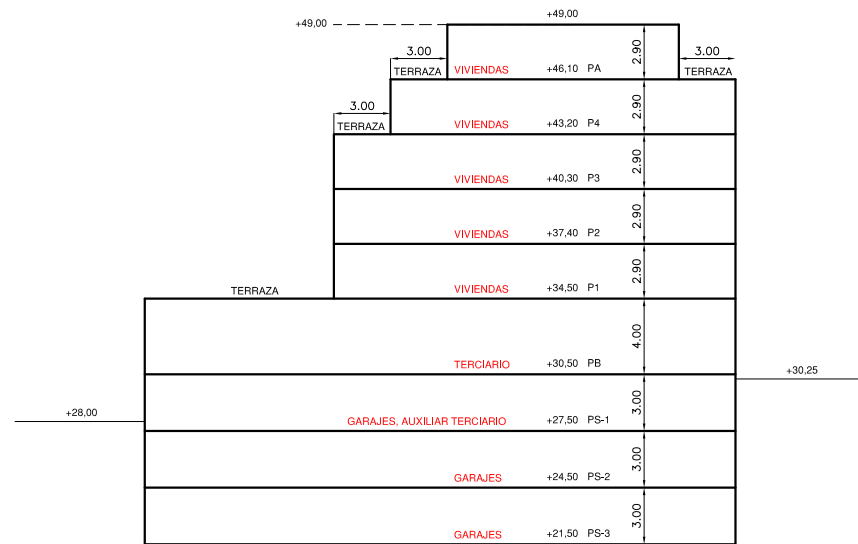 +49,00
+49,00
3.00
2.90
3.00
TERRAZA
VIVIENDAS
+46,10 PA
TERRAZA
3.00
2.90
TERRAZA
VIVIENDAS
+43,20 P4
2.90
VIVIENDAS
+40,30 P3
2.90
VIVIENDAS
+37,40 P2
2.90
TERRAZA
VIVIENDAS
+34,50 P1
4.00
TERCIARIO
+30,50 PB
+30,25
3.00
+28,00
GARAJES, AUXILIAR TERCIARIO
+27,50 PS-1
3.00
GARAJES
+24,50 PS-2
3.00
GARAJES
+21,50 PS-3